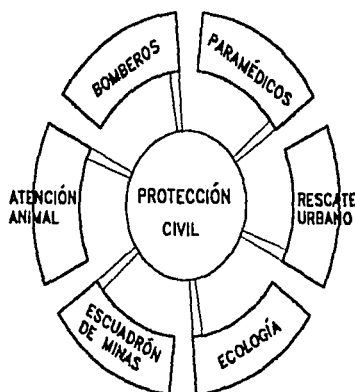 BOMBEROS
PARAMÉDICOS
ATENCIÓN
ANIMAL
PROTECCIÓN
CIVIL
RESCATE
URBANO
ESCUADRÓN
DE MINAS
ECOLOGÍA